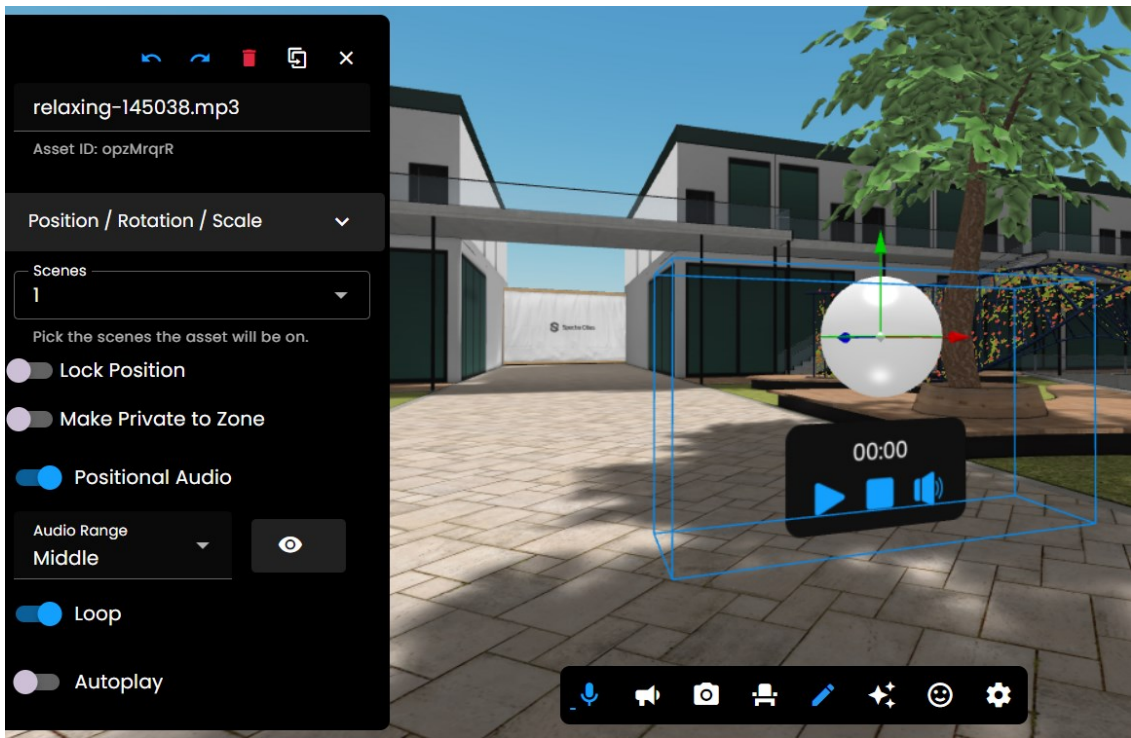 relaxing-145038.mp3
Asset ID: opzMrqrR
Position / Rotation / Scale
Scenes
1
Pick the scenes the asset will be on.
Lock Position
Make Private to Zone
Positional Audio
Audio Range
Middle
Loop
Autoplay
00:00